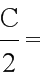 C/2 =